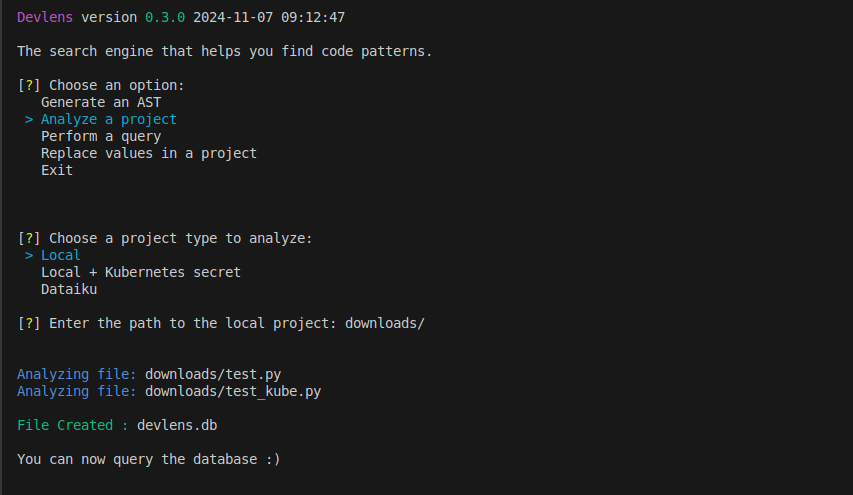 Devlens version 0.3.0 2024-11-07 09:12:47
The search engine that helps you find code patterns.
[?] Choose an option:
Generate an AST
> Analyze a project
Perform a query
Replace values in a project
Exit
[?] Choose a project type to analyze:
> Local
Local + Kubernetes secret
Dataiku
[?] Enter the path to the local project: downloads/
Analyzing file: downloads/test.py
Analyzing file: downloads/test_kube.py
File Created : devlens.db
You can now query the database :)